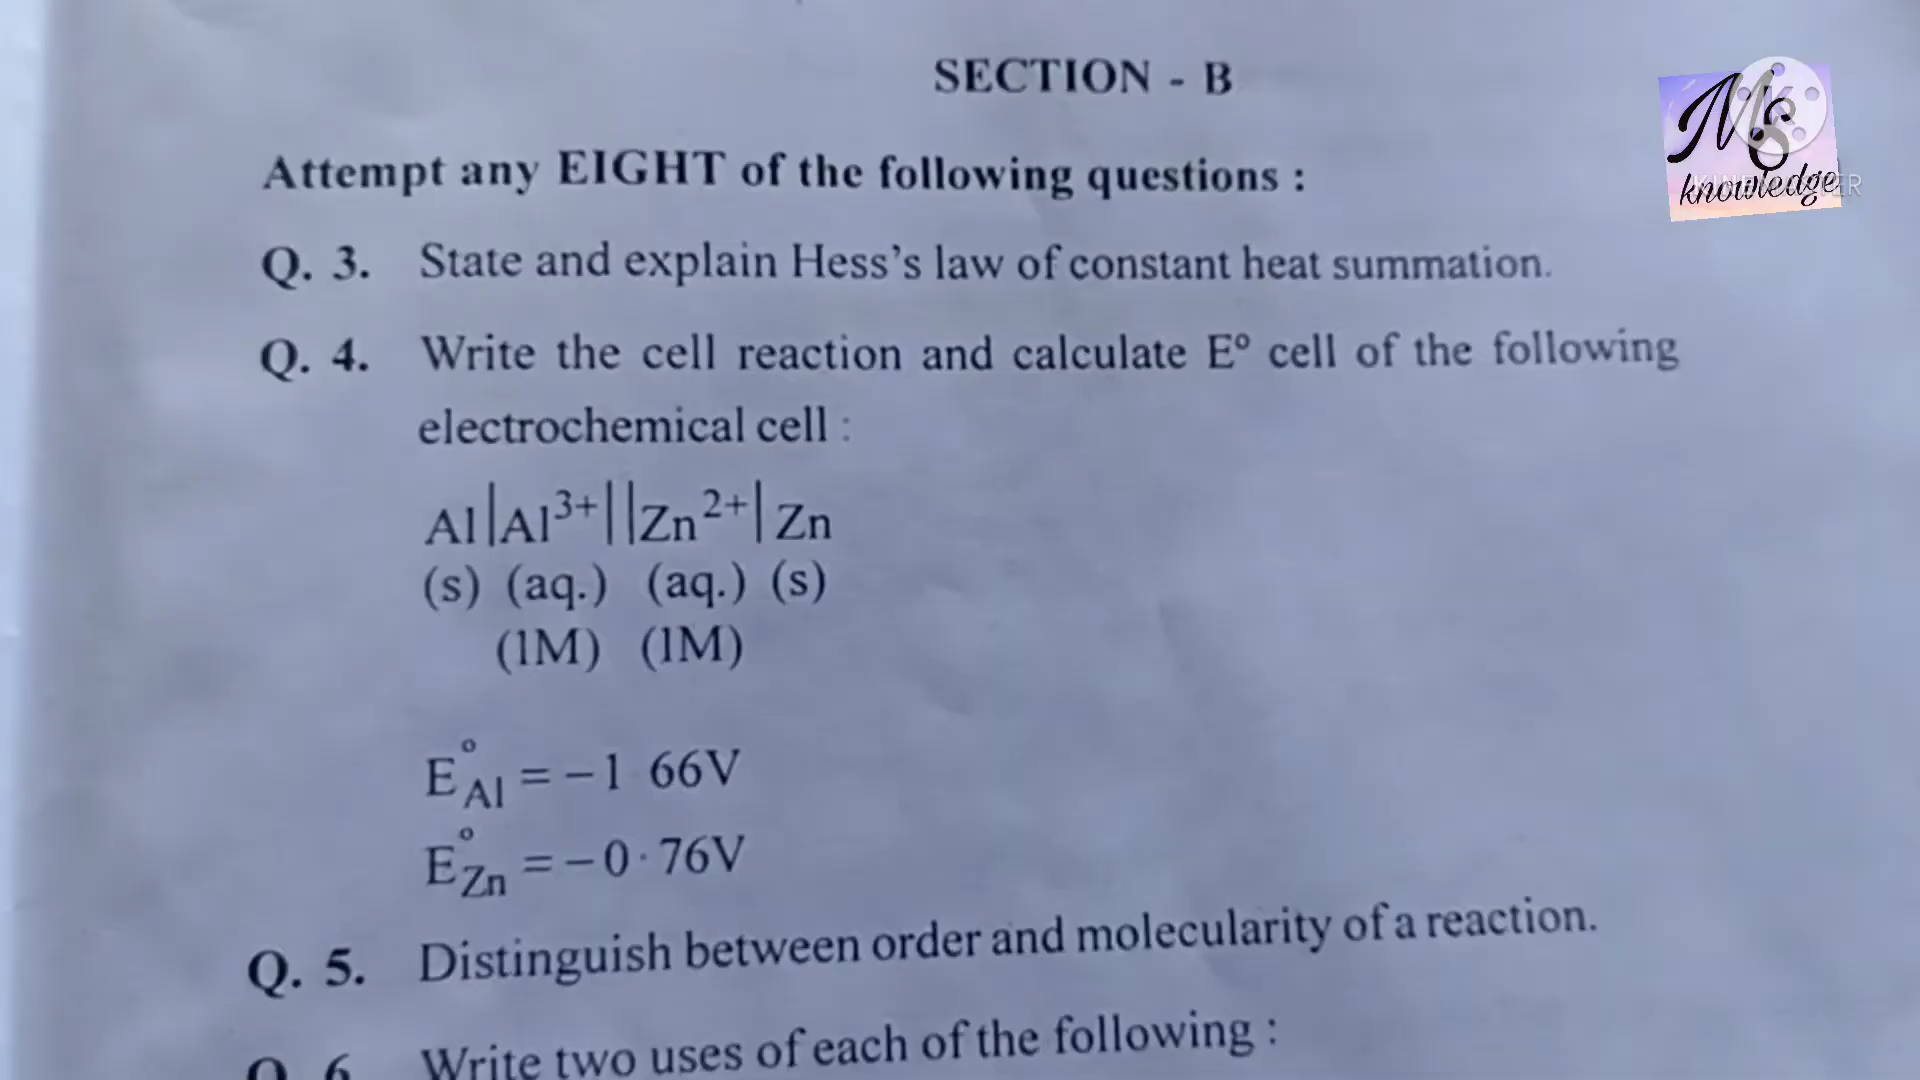 SECTION - B
Attempt any EIGHT of the following questions :
Q. 3. State and explain Hess's law of constant heat summation.
Q. 4. Write the cell reaction and calculate E° cell of the following
electrochemical cell :
Al|Al³⁺||Zn²⁺|Zn
(s) (aq.) (aq.) (s)
(1M) (1M)
E°Al = −1 66V
E°Zn = −0·76V
Q. 5. Distinguish between order and molecularity of a reaction.
Q. 6. Write two uses of each of the following :
Ms
knowledge